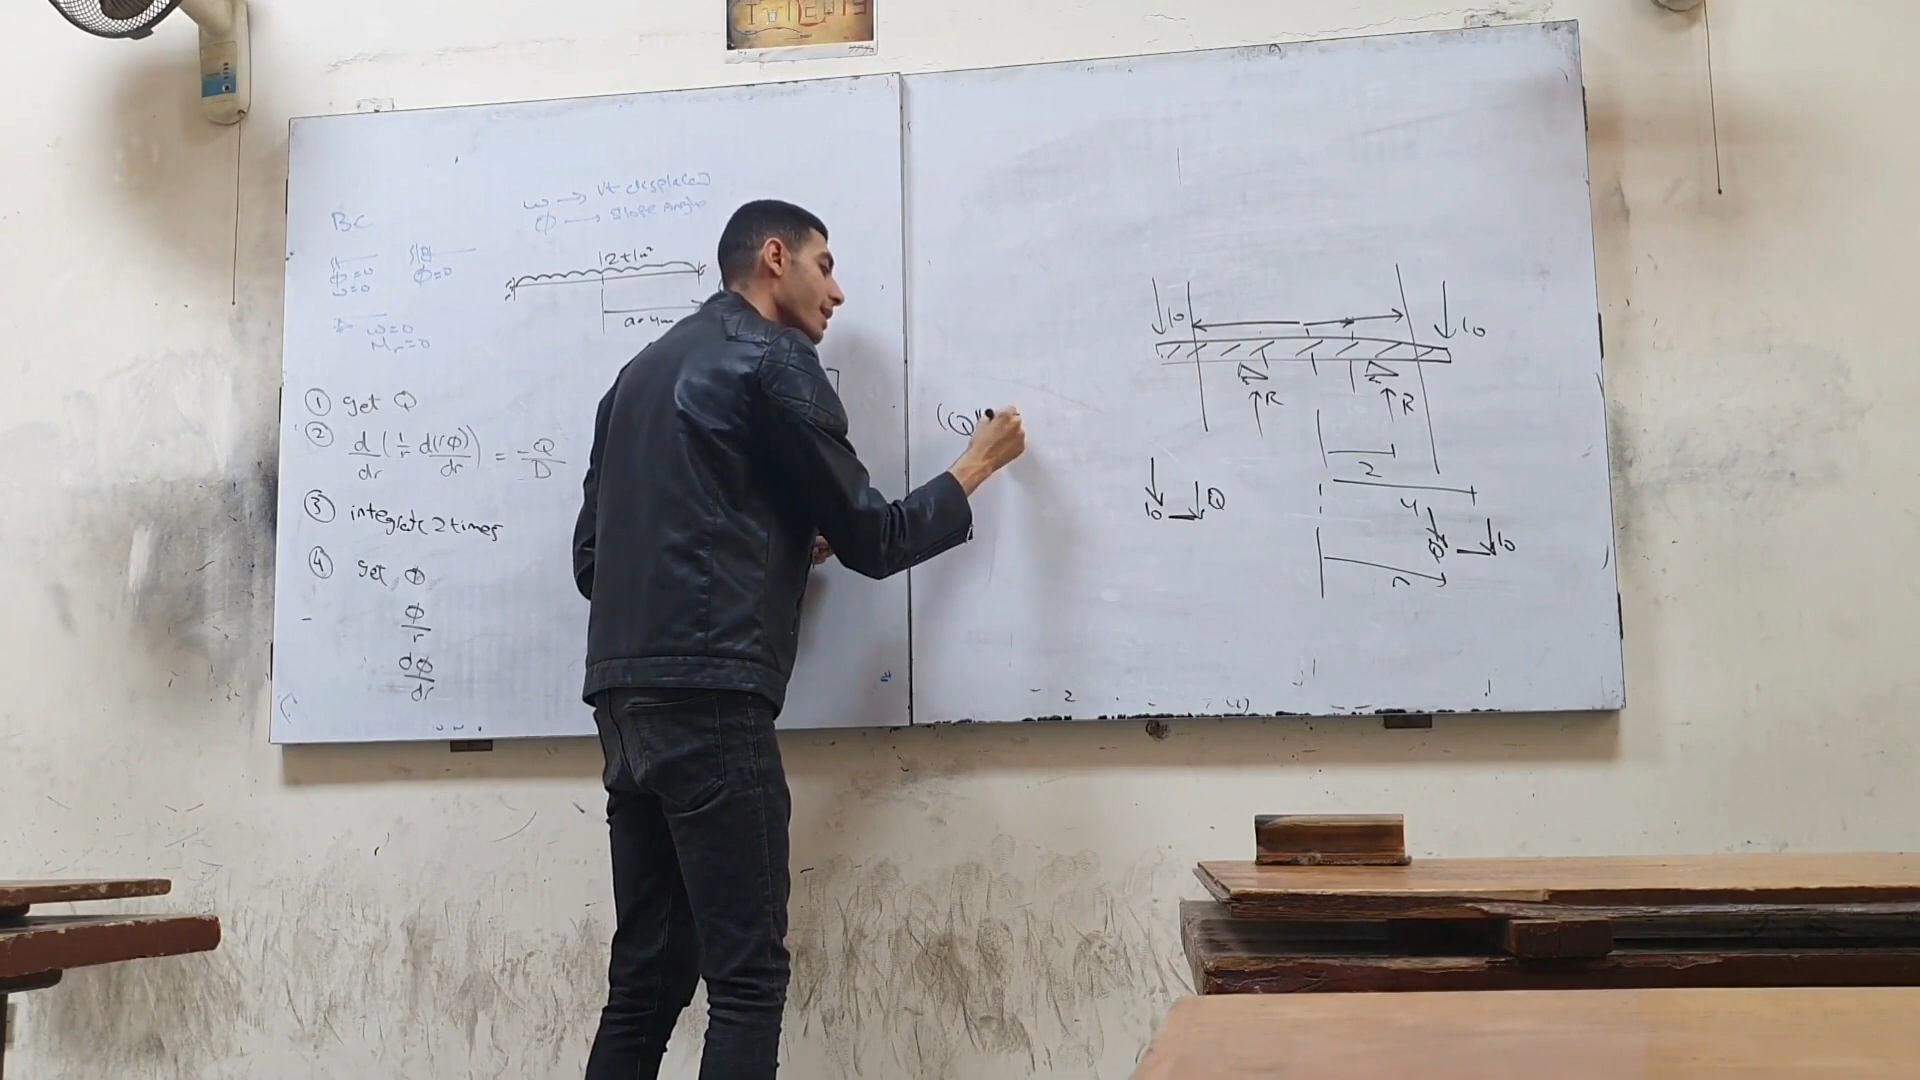 BC
w → Vt displaced
ϕ → slope angle
ϕ=0
w=0
ϕ=0
w=0
Mr=0
12 t/m²
a=4m
① get Q
② d/dr (1/r d(rϕ)/dr) = -Q/D
③ integrate 2 times
④ get ϕ
ϕ/r
dϕ/dr
(Q
10
10
R
R
2
4
10
Q
Q
10
r